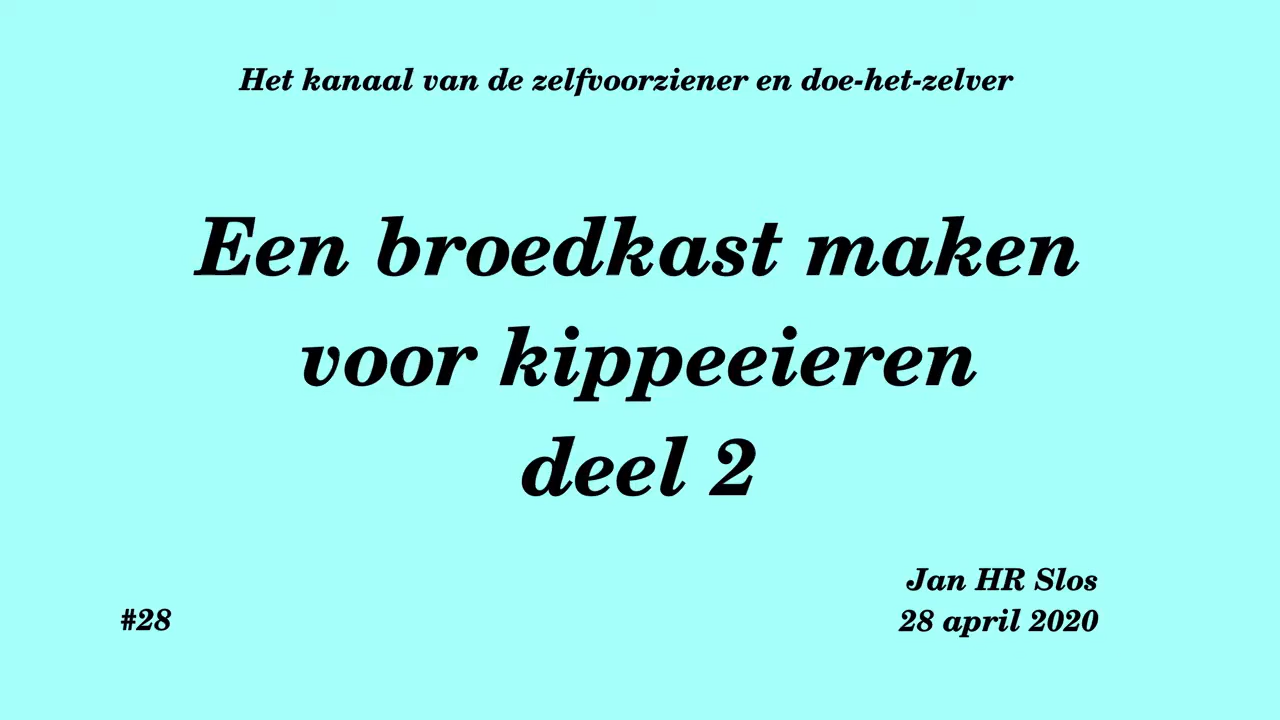 Het kanaal van de zelfvoorziener en doe-het-zelver
Een broedkast maken
voor kippeeieren
deel 2
Jan HR Slos
#28
28 april 2020